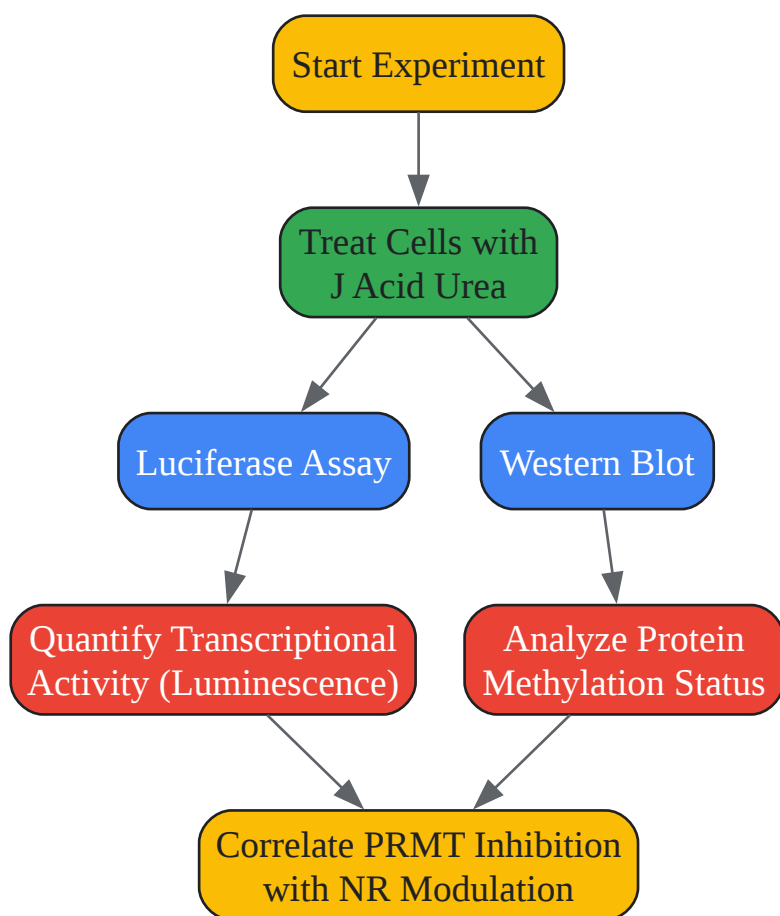 Start Experiment
Treat Cells with
J Acid Urea
Luciferase Assay
Western Blot
Quantify Transcriptional
Activity (Luminescence)
Analyze Protein
Methylation Status
Correlate PRMT Inhibition
with NR Modulation